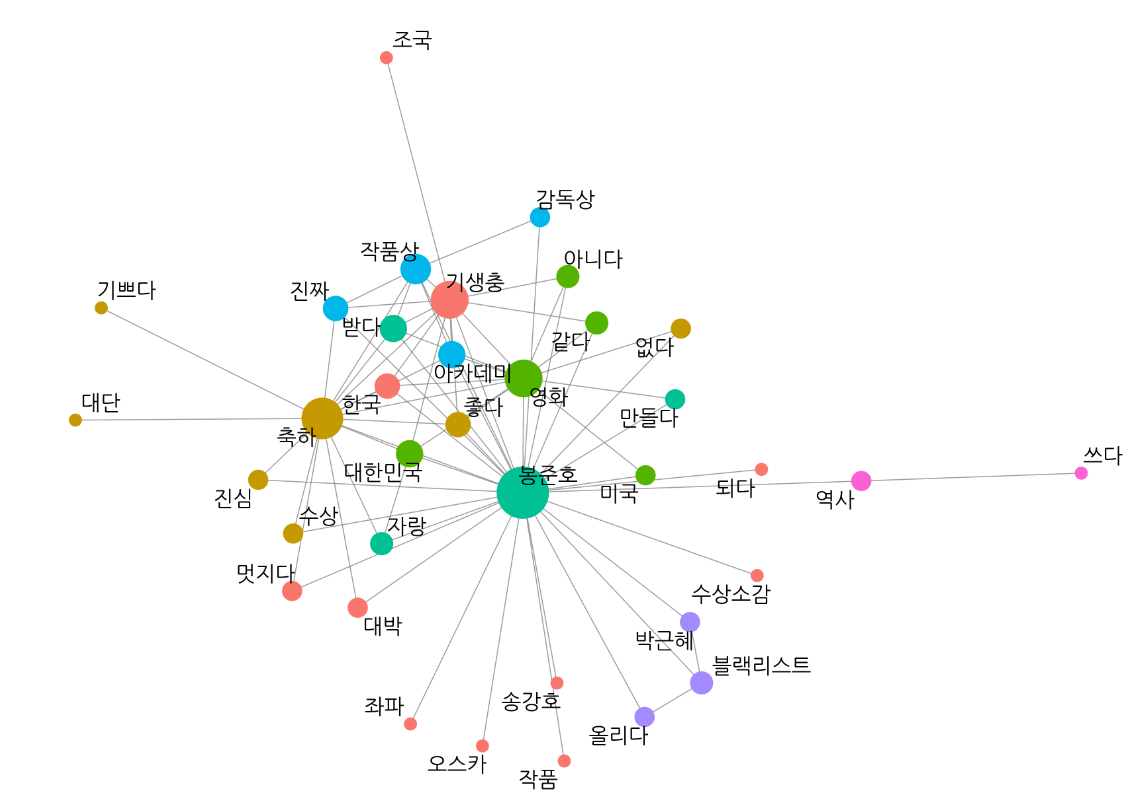 조국
감독상
작품상
아니다
기생충
기쁘다
진짜
받다
같다
없다
아카데미
대단
한국
좋다
영화
만들다
축하
쓰다
대한민국
봉준호
되다
미국
진심
역사
수상
자랑
멋지다
수상소감
대박
박근혜
블랙리스트
송강호
좌파
올리다
오스카
작품